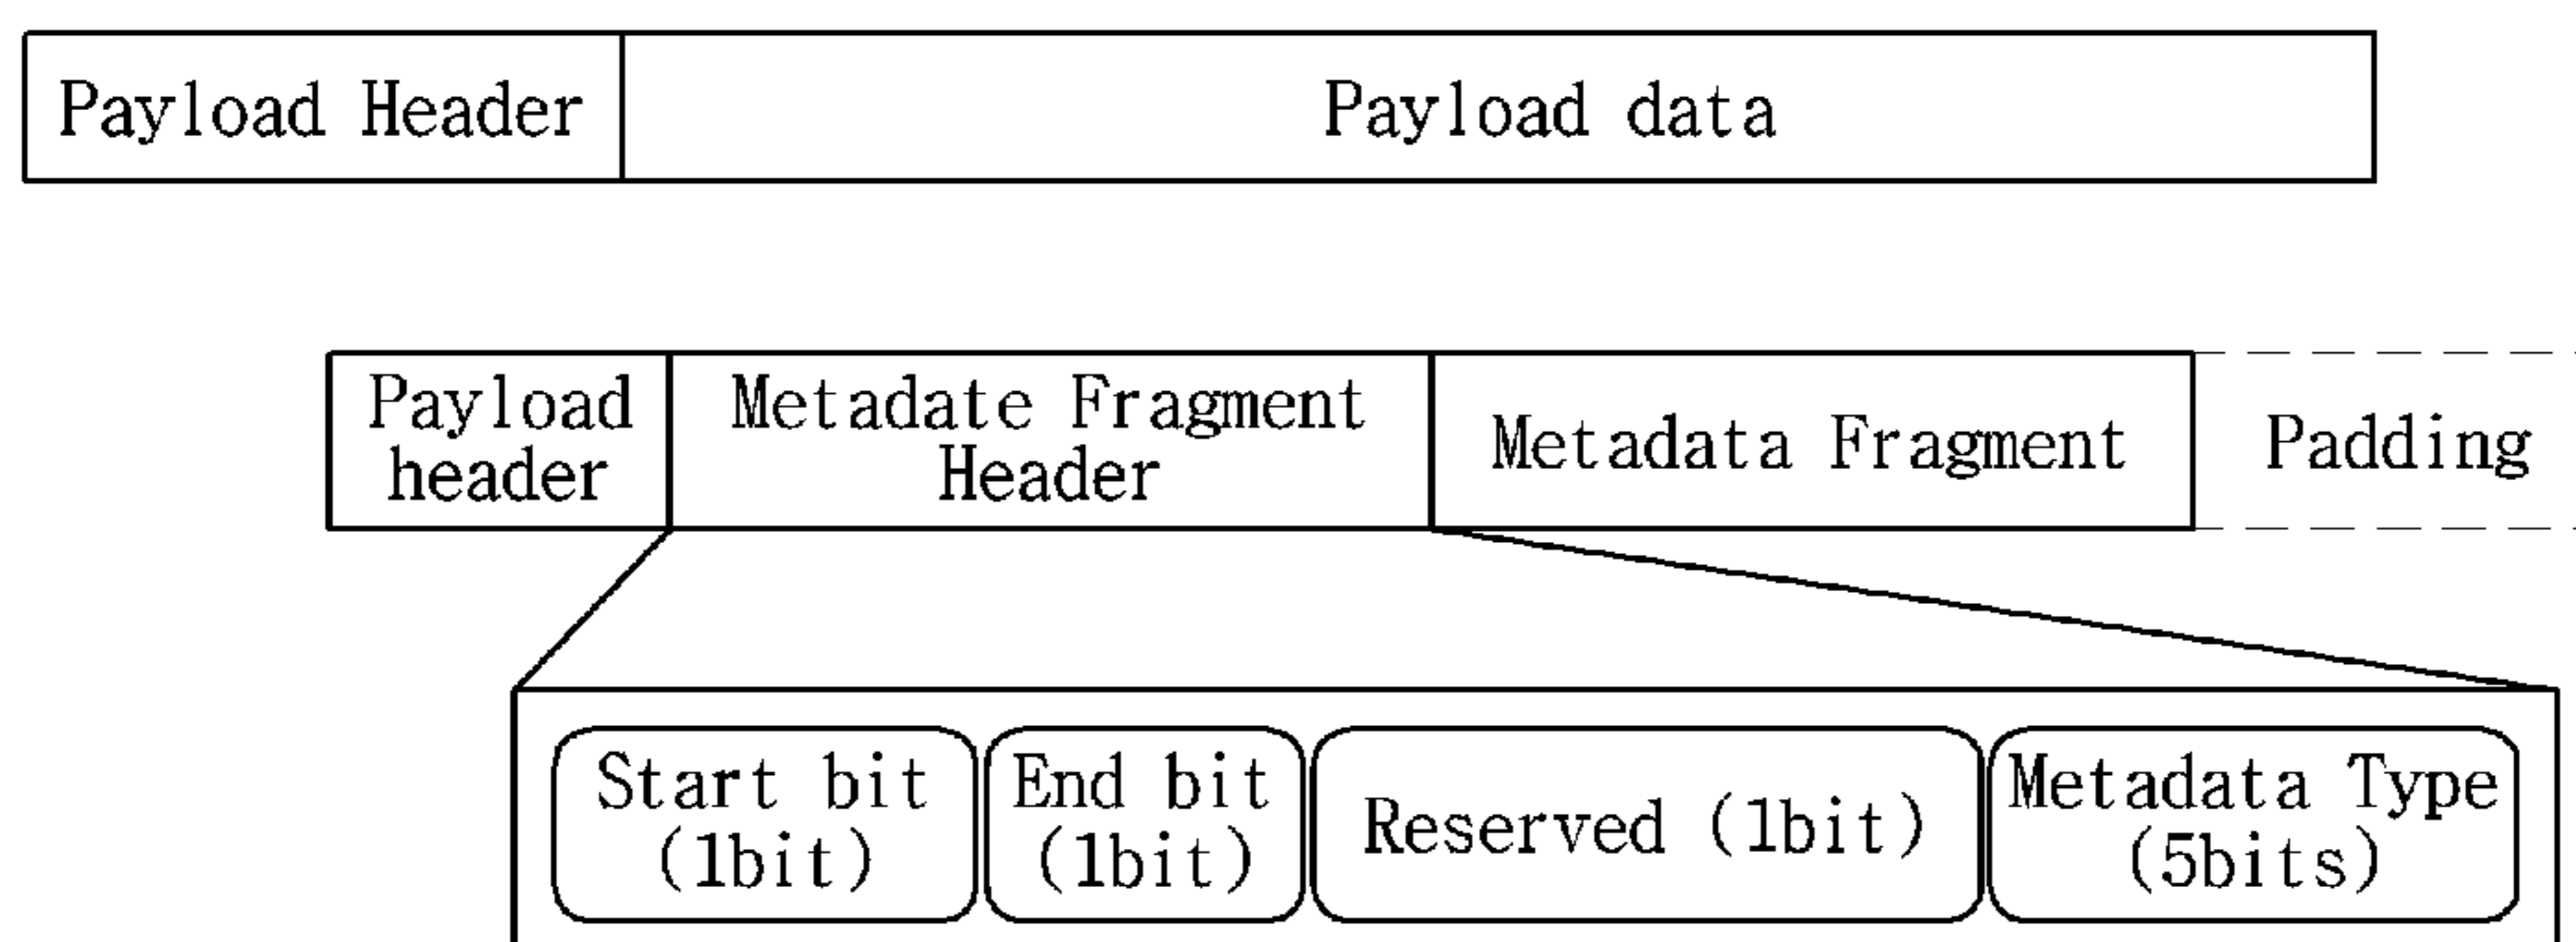 Payload Header
Payload data
Payload
header
Metadate Fragment
Header
Metadata Fragment
Padding
Start bit
(1bit)
End bit
(1bit)
Reserved (1bit)
Metadata Type
(5bits)